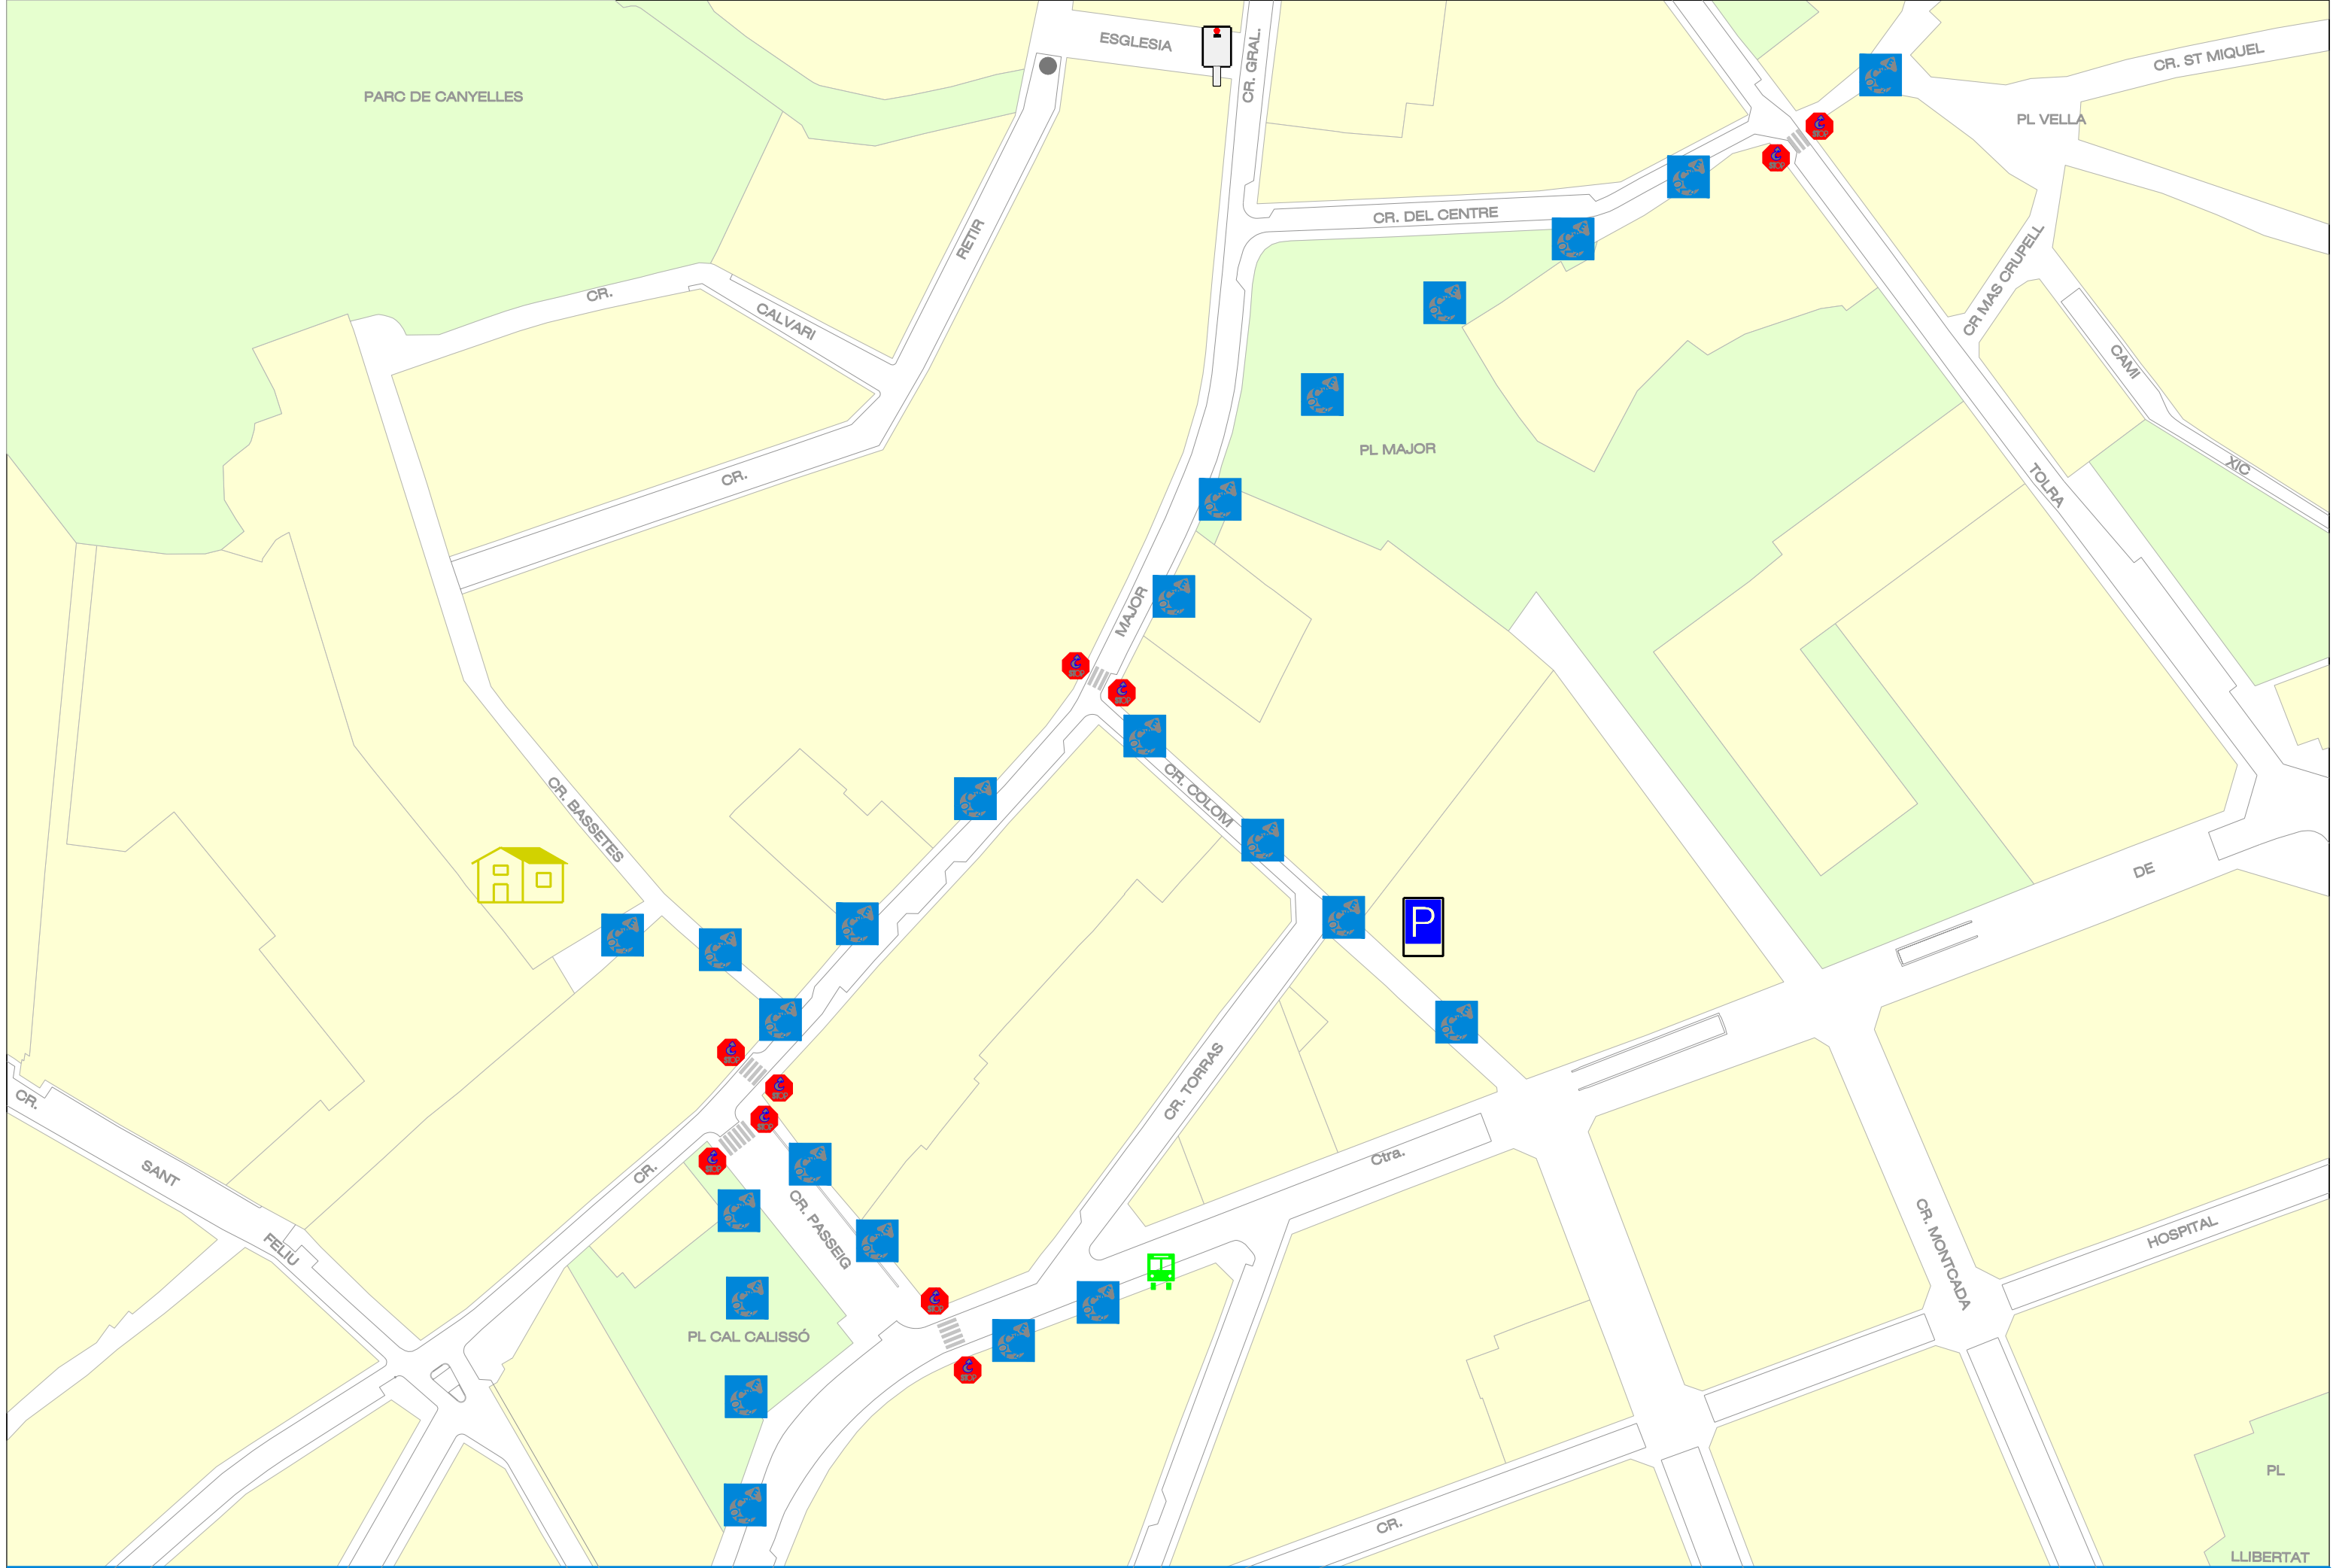 ESGLESIA
CR. GRAL.
CR. ST MIQUEL
PARC DE CANYELLES
PL VELLA
CR. DEL CENTRE
RETIR
CR MAS CRUPELL
CR.
CALVARI
CAMI
PL MAJOR
XIC
CR.
TOLRA
MAJOR
CR. COLOM
CR. BASSETES
DE
P
CR.
CR. TORRAS
SANT
CR.
Ctra.
CR. PASSEIG
FELIU
CR. MONTCADA
HOSPITAL
PL CAL CALISSÓ
PL
CR.
LLIBERTAT